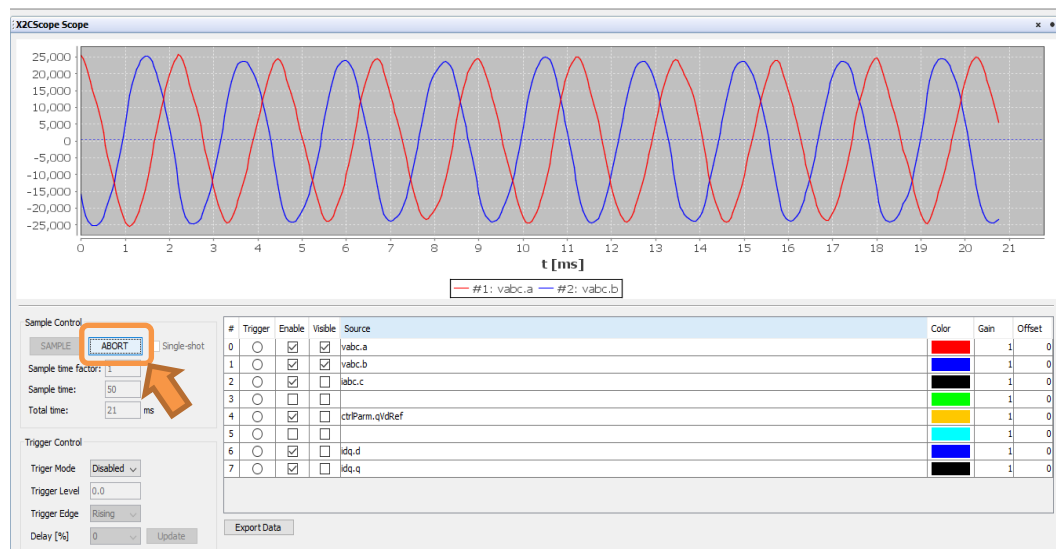 X2CScope Scope
25,000
20,000
15,000
10,000
5,000
0
-5,000
-10,000
-15,000
-20,000
-25,000
0 1 2 3 4 5 6 7 8 9 10 11 12 13 14 15 16 17 18 19 20 21
t [ms]
#1: vabc.a #2: vabc.b
Sample Control
SAMPLE ABORT Single-shot
Sample time factor: 1
Sample time: 50
Total time: 21 ms
Trigger Control
Triger Mode Disabled
Trigger Level 0.0
Trigger Edge Rising
Delay [%] 0 Update
# Trigger Enable Visible Source Color Gain Offset
0 vabc.a 1 0
1 vabc.b 1 0
2 iabc.c 1 0
3 1 0
4 ctrlParm.qVdRef 1 0
5 1 0
6 idq.d 1 0
7 idq.q 1 0
Export Data